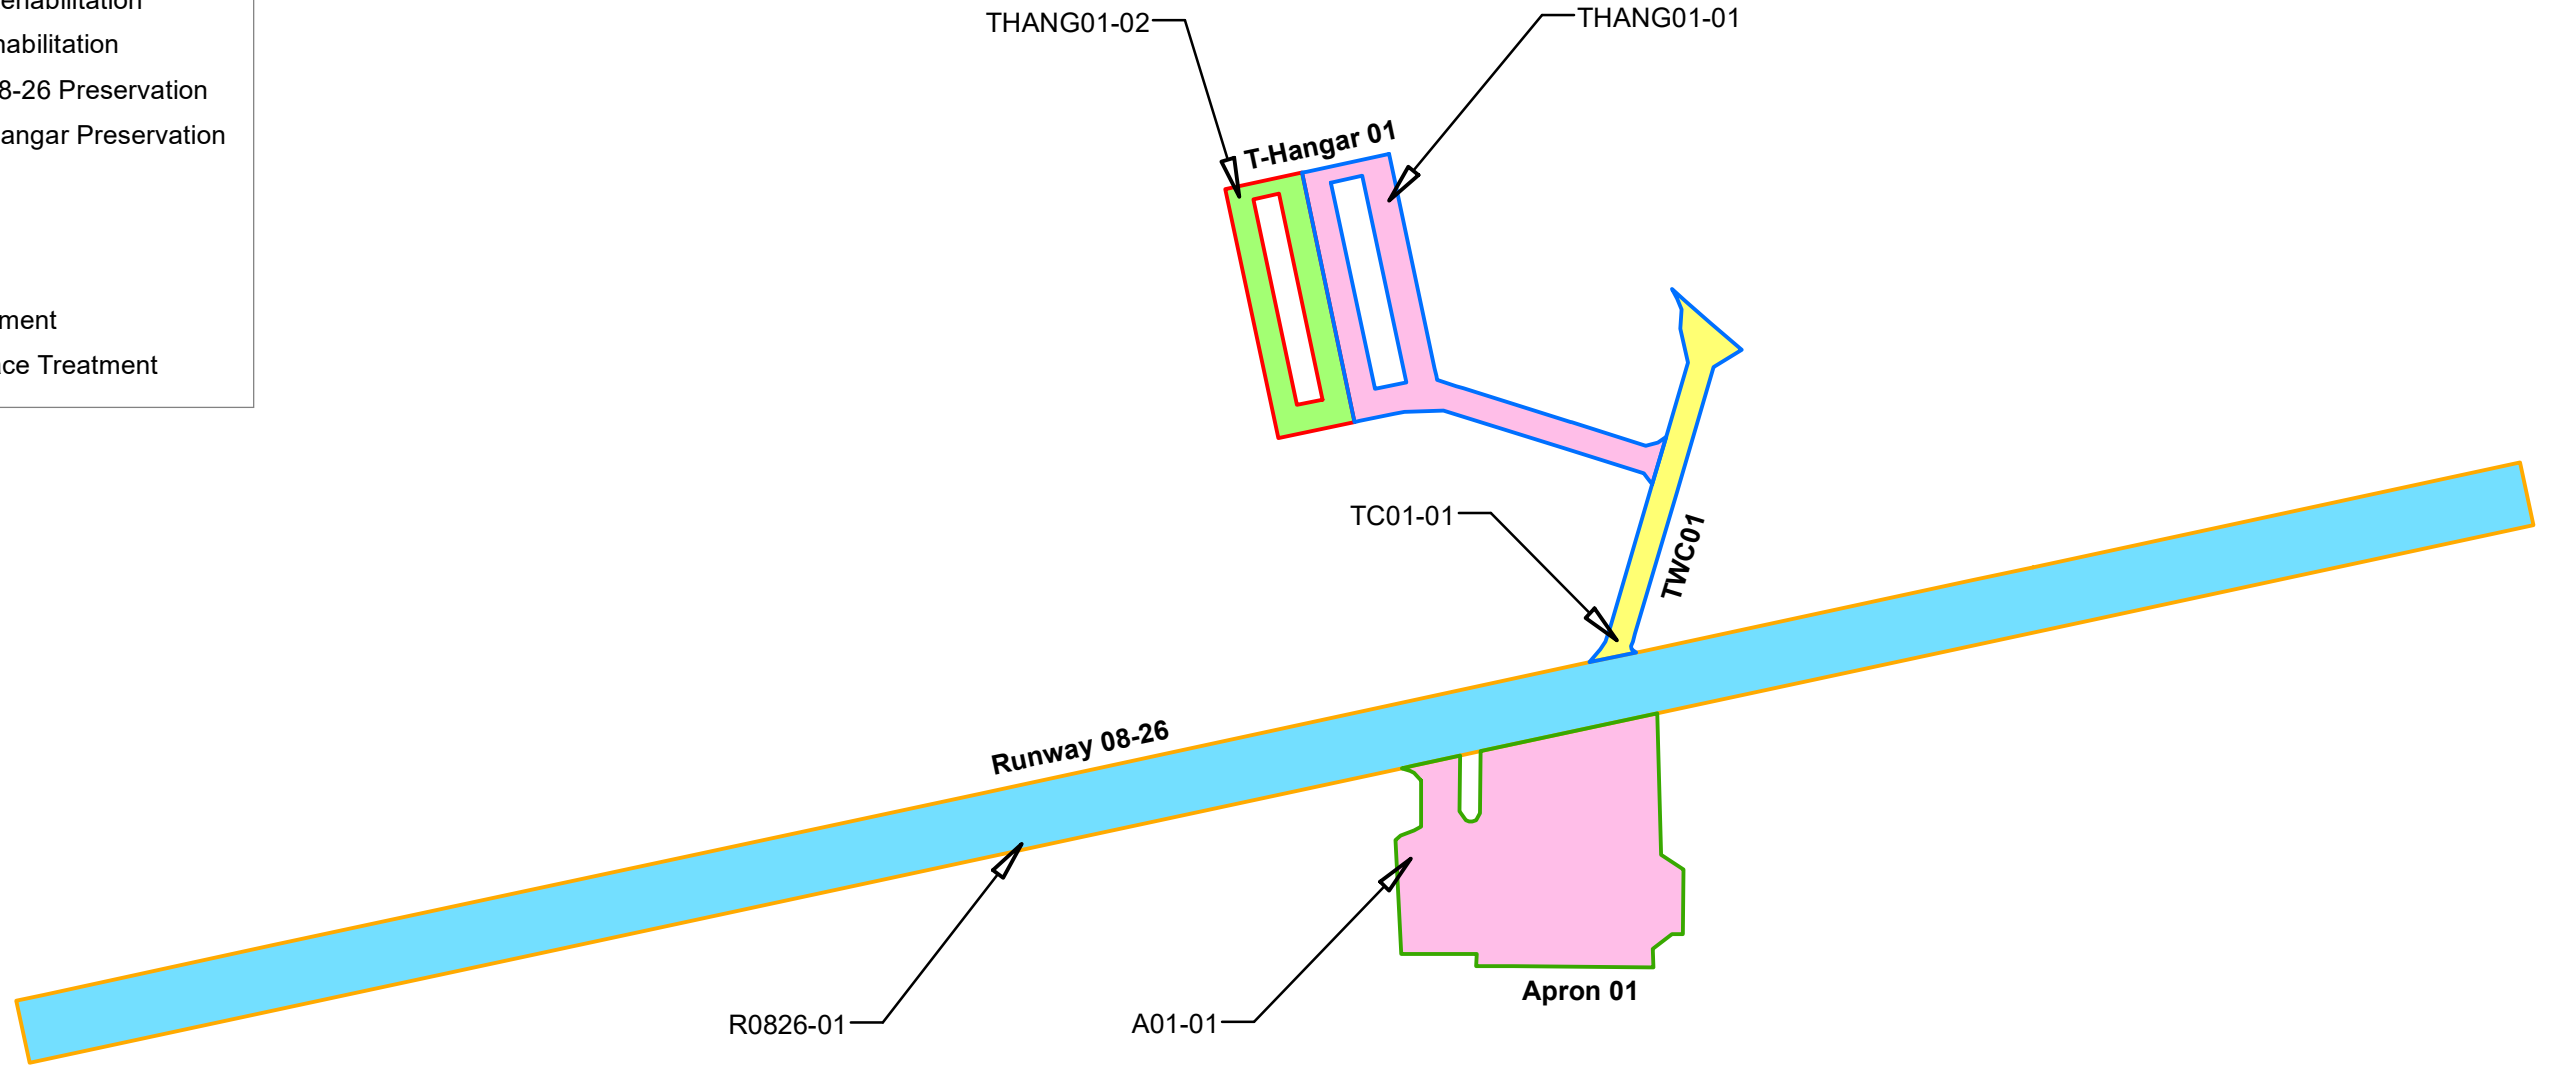 ehabilitation
habilitation
8-26 Preservation
angar Preservation
ment
ace Treatment
THANG01-02
THANG01-01
T-Hangar 01
TC01-01
TWC01
Runway 08-26
R0826-01
A01-01
Apron 01